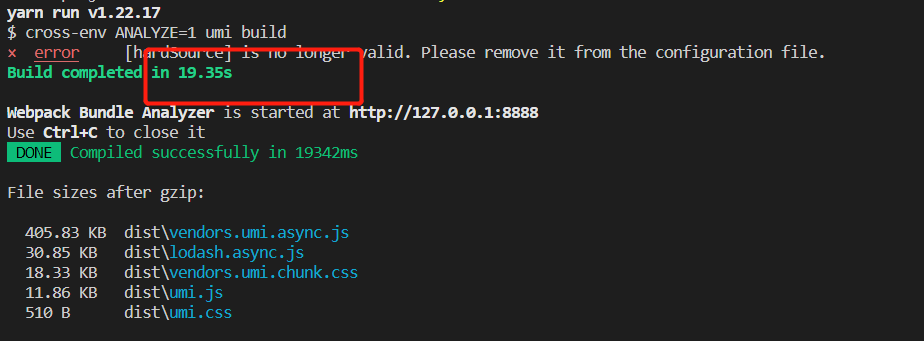 yarn run v1.22.17
$ cross-env ANALYZE=1 umi build
× error [hardSource] is no longer valid. Please remove it from the configuration file.
Build completed in 19.35s
Webpack Bundle Analyzer is started at http://127.0.0.1:8888
Use Ctrl+C to close it
DONE Compiled successfully in 19342ms
File sizes after gzip:
405.83 KB dist\vendors.umi.async.js
30.85 KB dist\lodash.async.js
18.33 KB dist\vendors.umi.chunk.css
11.86 KB dist\umi.js
510 B dist\umi.css